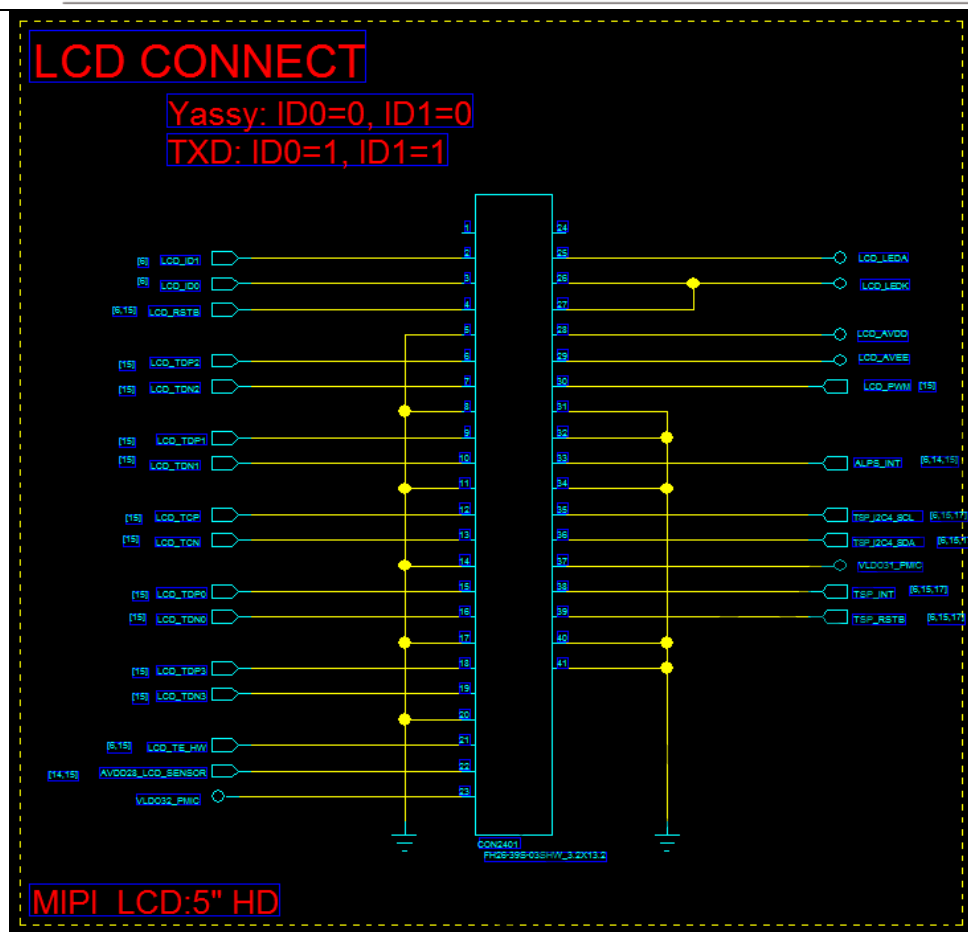 LCD CONNECT
Yassy: ID0=0, ID1=0
TXD: ID0=1, ID1=1
1 24
[6] LCD_ID1 2 25 LCD_LEDA
[6] LCD_ID0 3 26 LCD_LEDK
[6,15] LCD_RSTB 4 27
5 28 LCD_AVDD
[15] LCD_TDP2 6 29 LCD_AVEE
[15] LCD_TDN2 7 30 LCD_PWM [15]
8 31
[15] LCD_TDP1 9 32
[15] LCD_TDN1 10 33 ALPS_INT [6,14,15]
11 34
[15] LCD_TCP 12 35 TSP_I2C4_SCL [6,15,17]
[15] LCD_TCN 13 36 TSP_I2C4_SDA [6,15,1
14 37 VLDO31_PMIC
[15] LCD_TDP0 15 38 TSP_INT [6,15,17]
[15] LCD_TDN0 16 39 TSP_RSTB [6,15,17]
17 40
[15] LCD_TDP3 18 41
[15] LCD_TDN3 19
20
[6,15] LCD_TE_HW 21
[14,15] AVDD28_LCD_SENSOR 22
VLDO32_PMIC 23
CON2401
FH26-39S-03SHW_3.2X13.2
MIPI LCD:5" HD